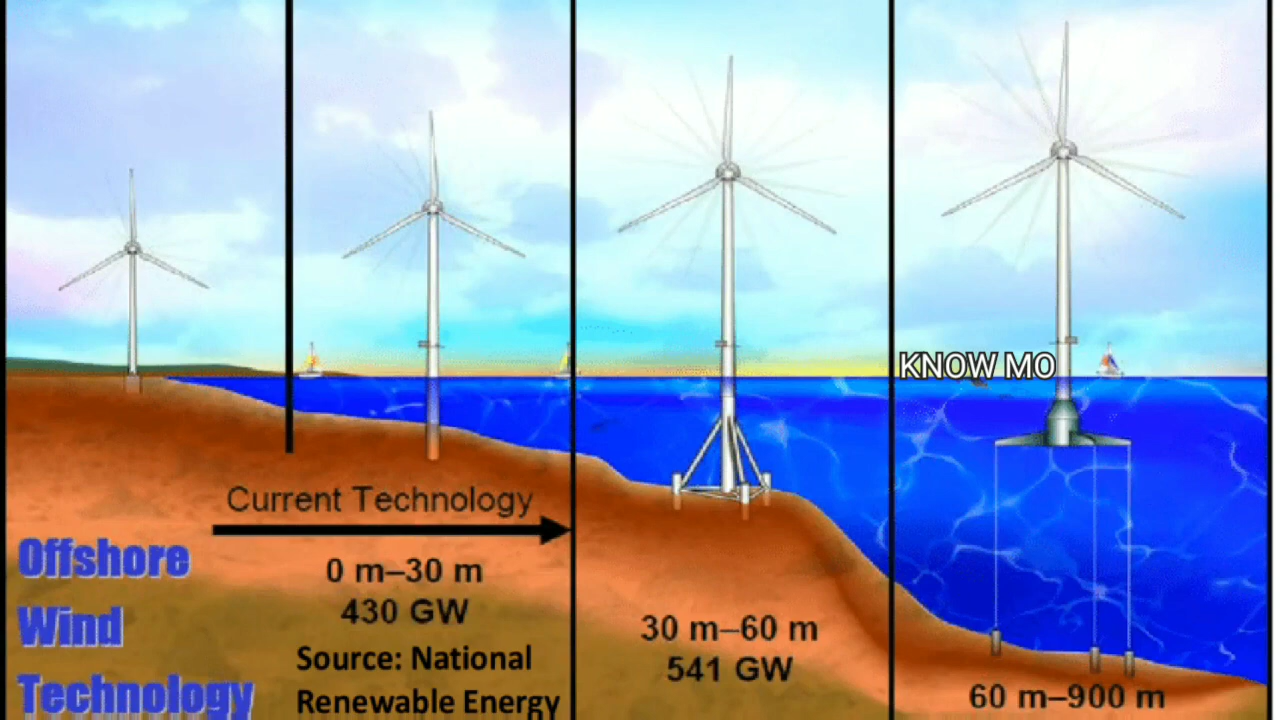 KNOW MO
Current Technology
Offshore
Wind
Technology
0 m–30 m
430 GW
Source: National
Renewable Energy
30 m–60 m
541 GW
60 m–900 m